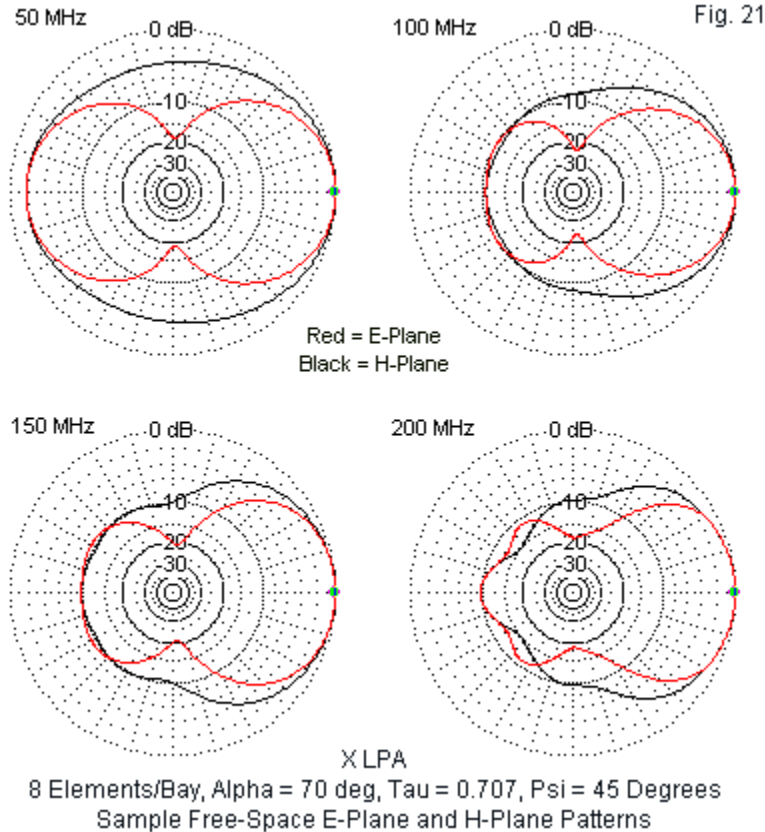 50 MHz
0 dB
-10
20
-30
100 MHz
0 dB
-10
20
-30
Fig. 21
Red = E-Plane
Black = H-Plane
150 MHz
0 dB
10
20
30
200 MHz
0 dB
10
20
30
X LPA
8 Elements/Bay, Alpha = 70 deg, Tau = 0.707, Psi = 45 Degrees
Sample Free-Space E-Plane and H-Plane Patterns